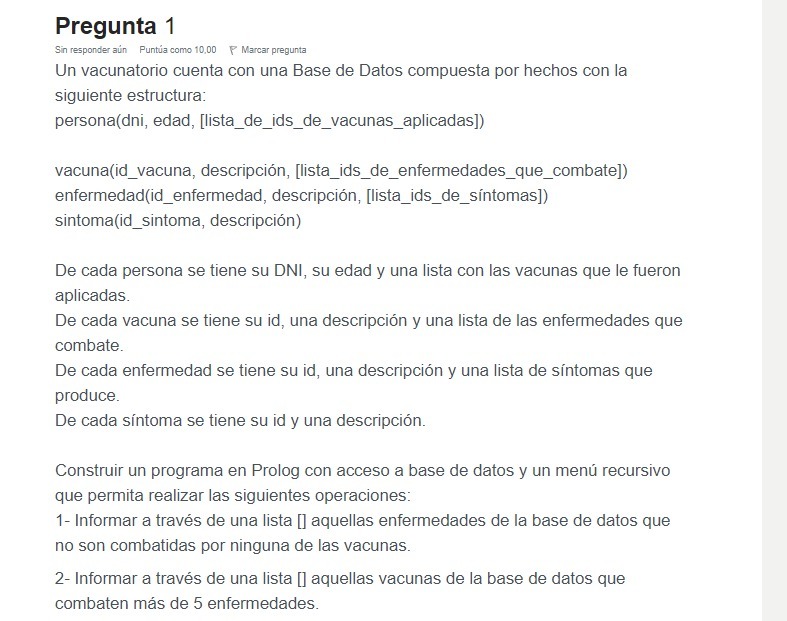 Pregunta 1
Sin responder aún Puntúa como 10,00 Marcar pregunta
Un vacunatorio cuenta con una Base de Datos compuesta por hechos con la
siguiente estructura:
persona(dni, edad, [lista_de_ids_de_vacunas_aplicadas])
vacuna(id_vacuna, descripción, [lista_ids_de_enfermedades_que_combate])
enfermedad(id_enfermedad, descripción, [lista_ids_de_síntomas])
sintoma(id_sintoma, descripción)
De cada persona se tiene su DNI, su edad y una lista con las vacunas que le fueron
aplicadas.
De cada vacuna se tiene su id, una descripción y una lista de las enfermedades que
combate.
De cada enfermedad se tiene su id, una descripción y una lista de síntomas que
produce.
De cada síntoma se tiene su id y una descripción.
Construir un programa en Prolog con acceso a base de datos y un menú recursivo
que permita realizar las siguientes operaciones:
1- Informar a través de una lista [] aquellas enfermedades de la base de datos que
no son combatidas por ninguna de las vacunas.
2- Informar a través de una lista [] aquellas vacunas de la base de datos que
combaten más de 5 enfermedades.